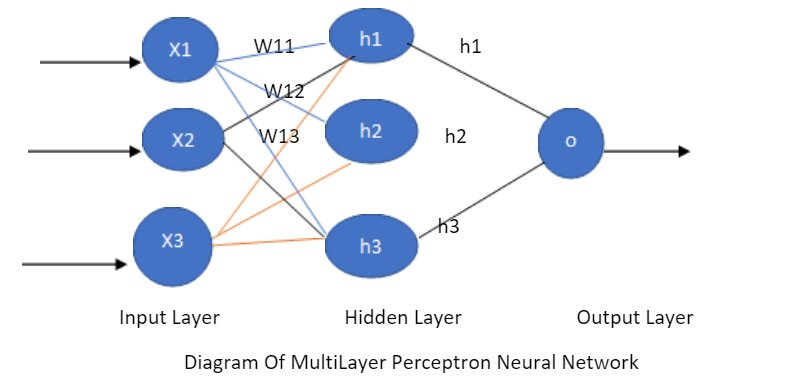 X1
W11
h1
h1
W12
X2
W13
h2
h2
o
X3
h3
h3
Input Layer
Hidden Layer
Output Layer
Diagram Of MultiLayer Perceptron Neural Network